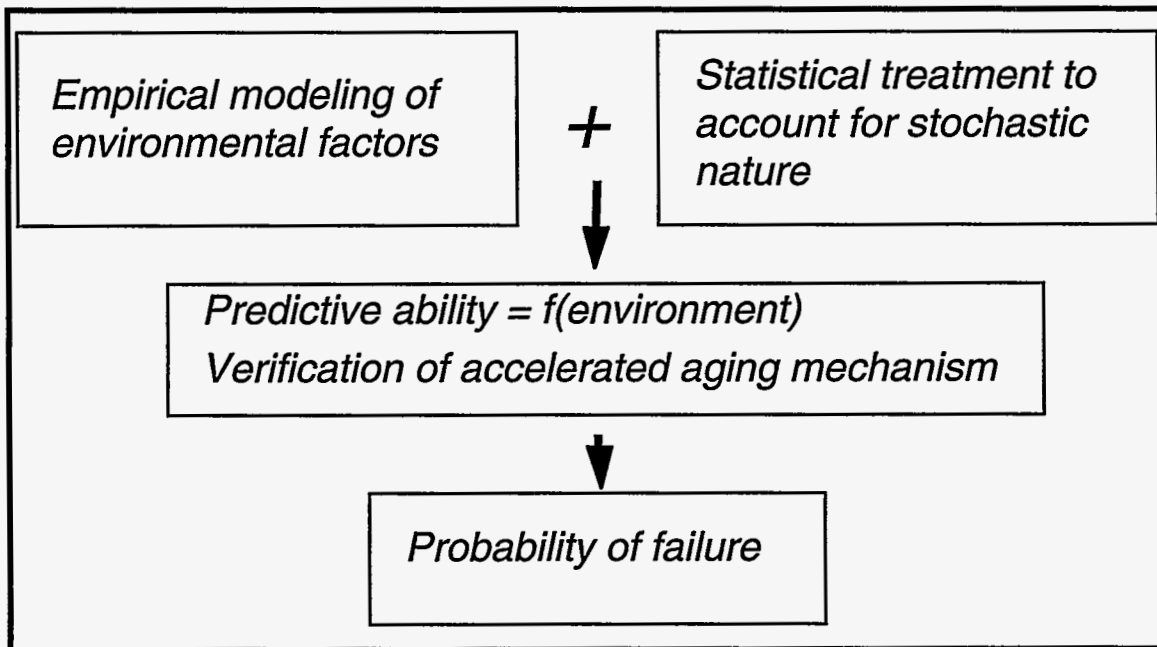 Empirical modeling of
environmental factors
+
Statistical treatment to
account for stochastic
nature
Predictive ability = f(environment)
Verification of accelerated aging mechanism
Probability of failure